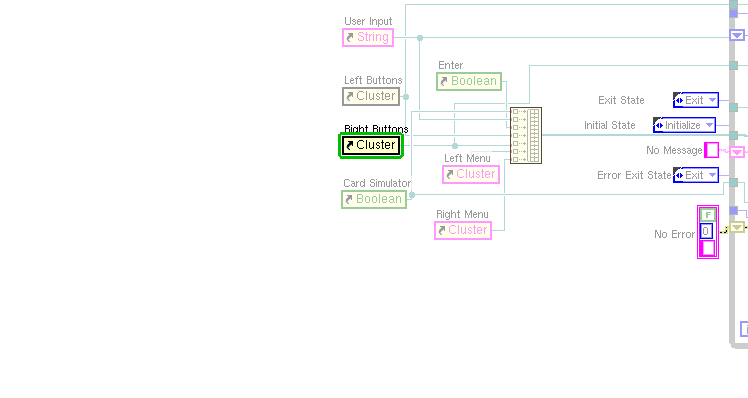 User Input
String
Enter
Boolean
Left Buttons
Cluster
Exit State
Exit
Initial State
Initialize
Right Buttons
Cluster
No Message
Left Menu
Cluster
Error Exit State
Exit
Card Simulator
Boolean
Right Menu
Cluster
F
0
No Error
i